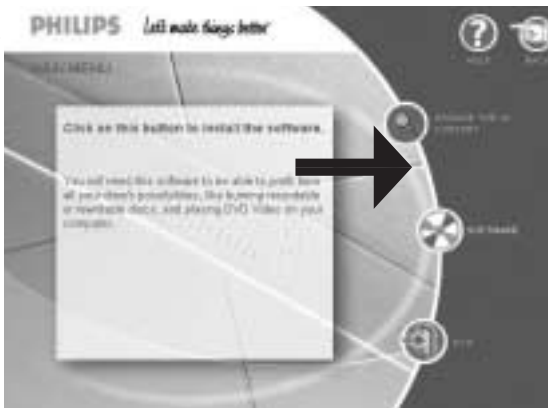 PHILIPS Let's make things better
HELP BACK
MAIN MENU
Click on this button to install the software.
You will need this software to be able to profit from
all your drive's possibilities, like burning recordable
or rewritable discs, and playing DVD Video on your
computer.
SOFTWARE